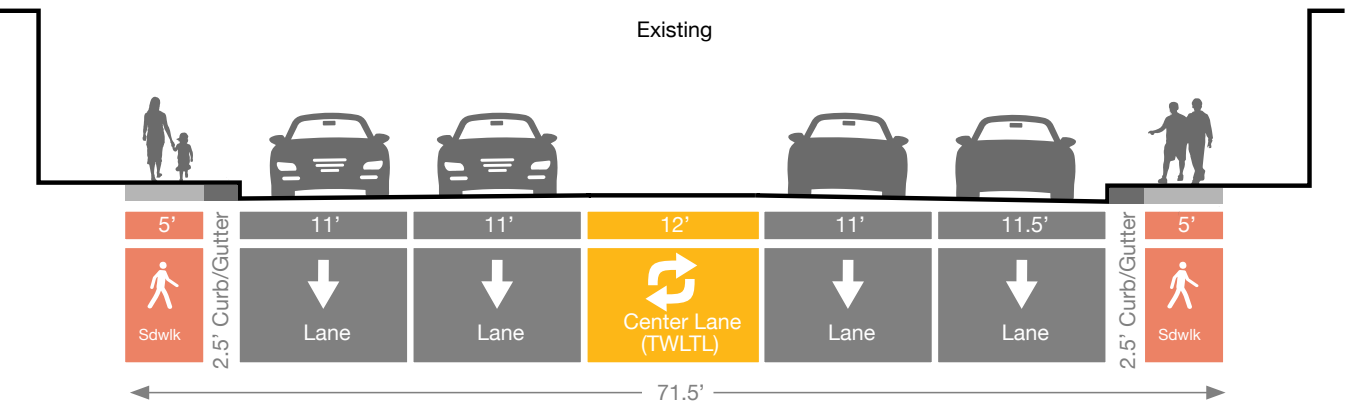 Existing
5’
2.5’ Curb/Gutter
11’
11’
12’
11’
11.5’
2.5’ Curb/Gutter
5’
Sdwlk
Lane
Lane
Center Lane
(TWLTL)
Lane
Lane
Sdwlk
71.5’